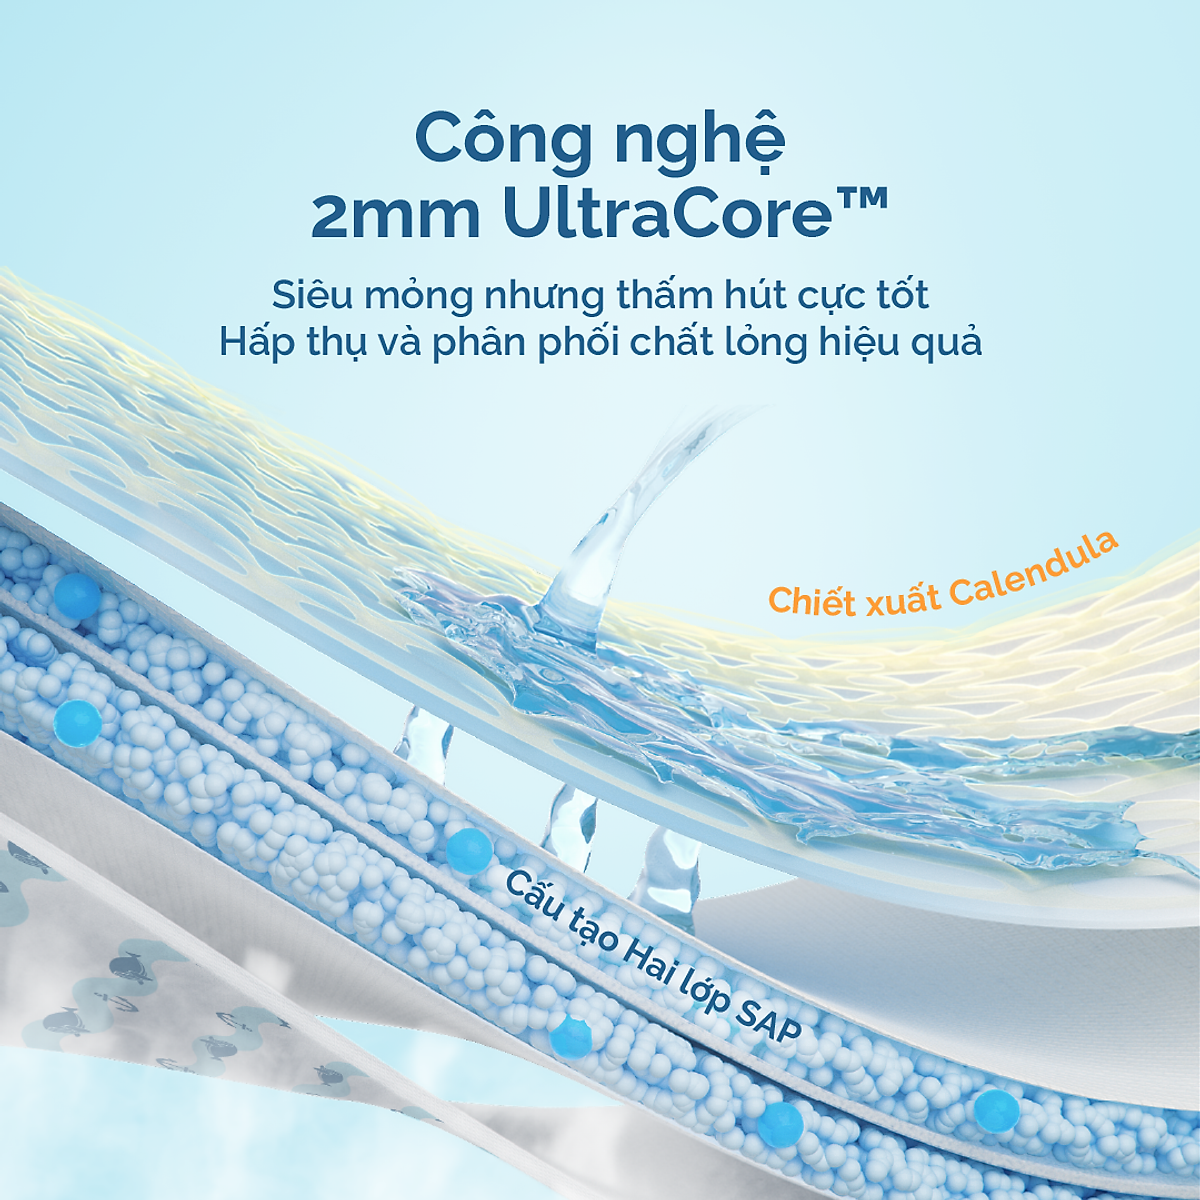 Công nghệ
2mm UltraCore™
Siêu mỏng nhưng thấm hút cực tốt
Hấp thụ và phân phối chất lỏng hiệu quả
Chiết xuất Calendula
Cấu tạo Hai lớp SAP